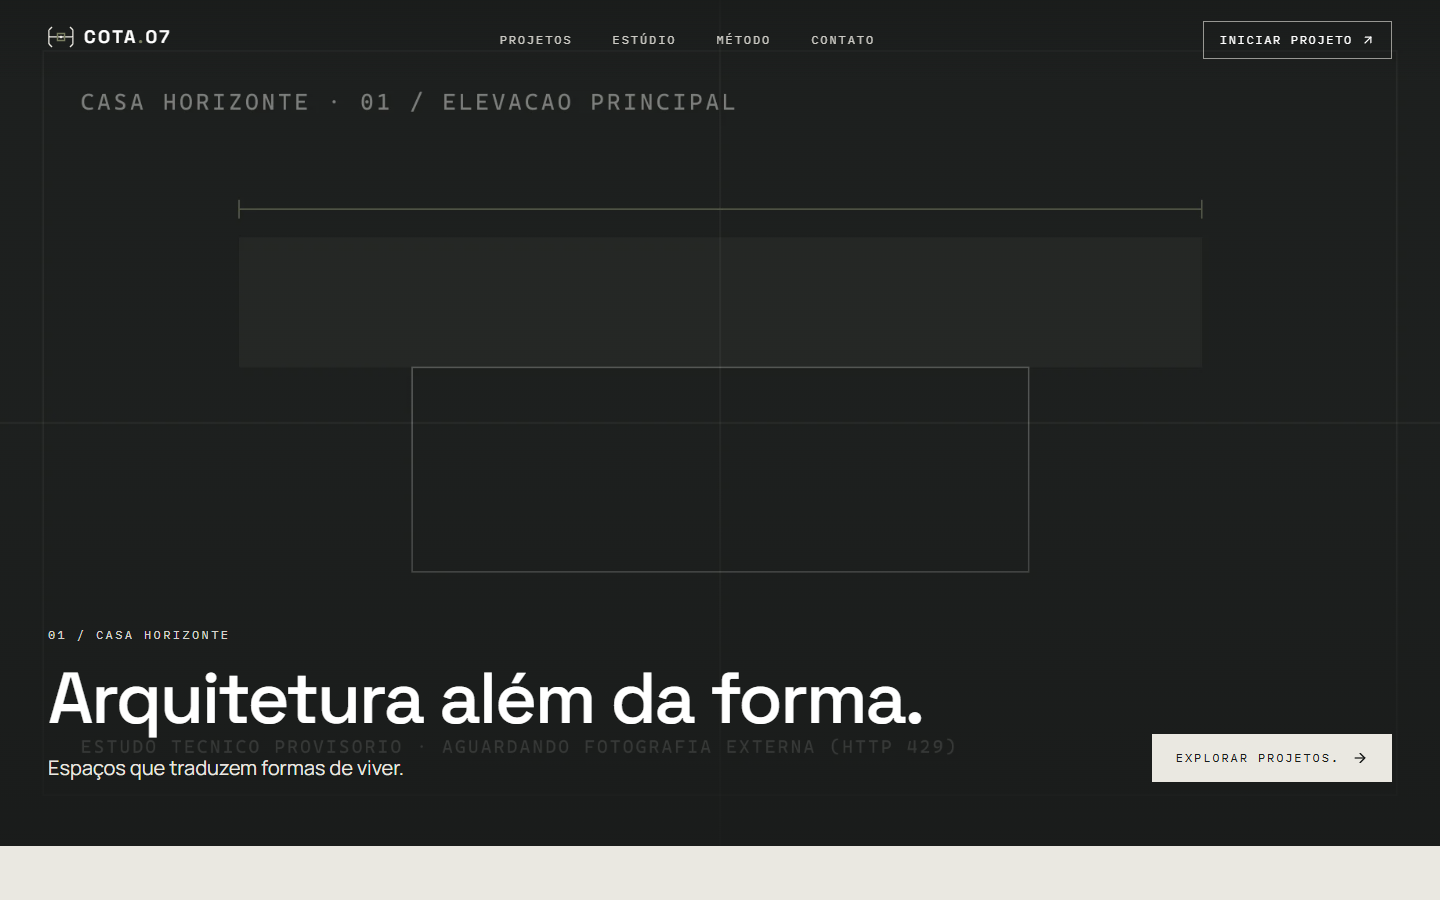 COTA.07
PROJETOS
ESTÚDIO
MÉTODO
CONTATO
INICIAR PROJETO
CASA HORIZONTE · 01 / ELEVACAO PRINCIPAL
01 / CASA HORIZONTE
Arquitetura além da forma.
ESTUDO TECNICO PROVISORIO · AGUARDANDO FOTOGRAFIA EXTERNA (HTTP 429)
Espaços que traduzem formas de viver.
EXPLORAR PROJETOS.